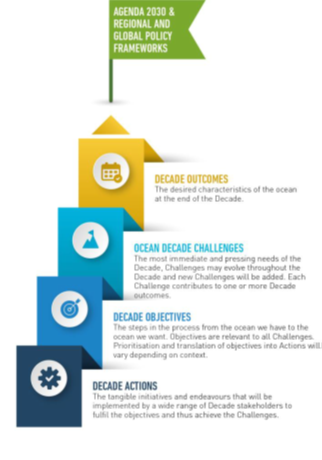 AGENDA 2030 &
REGIONAL AND
GLOBAL POLICY
FRAMEWORKS
DECADE OUTCOMES
The desired characteristics of the ocean
at the end of the Decade.
OCEAN DECADE CHALLENGES
The most immediate and pressing needs of the
Decade, Challenges may evolve throughout the
Decade and new Challenges will be added. Each
Challenge contributes to one or more Decade
outcomes.
DECADE OBJECTIVES
The steps in the process from the ocean we have to the
ocean we want. Objectives are relevant to all Challenges.
Prioritisation and translation of objectives into Actions will
vary depending on context.
DECADE ACTIONS
The tangible initiatives and endeavours that will be
implemented by a wide range of Decade stakeholders to
fulfil the objectives and thus achieve the Challenges.